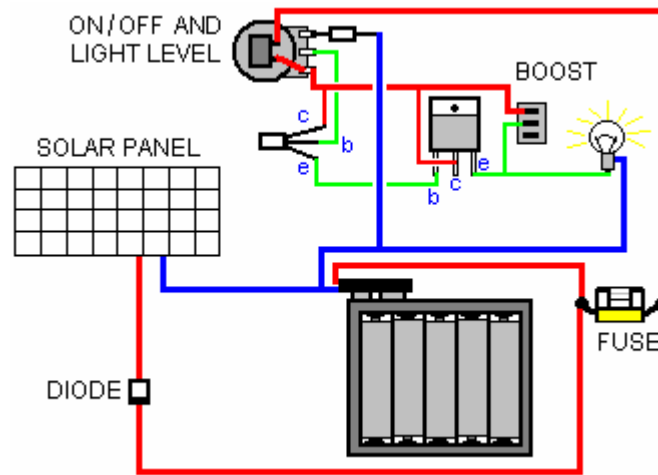 ON/OFF AND
LIGHT LEVEL
BOOST
c
b
e
SOLAR PANEL
e
c
b
FUSE
DIODE